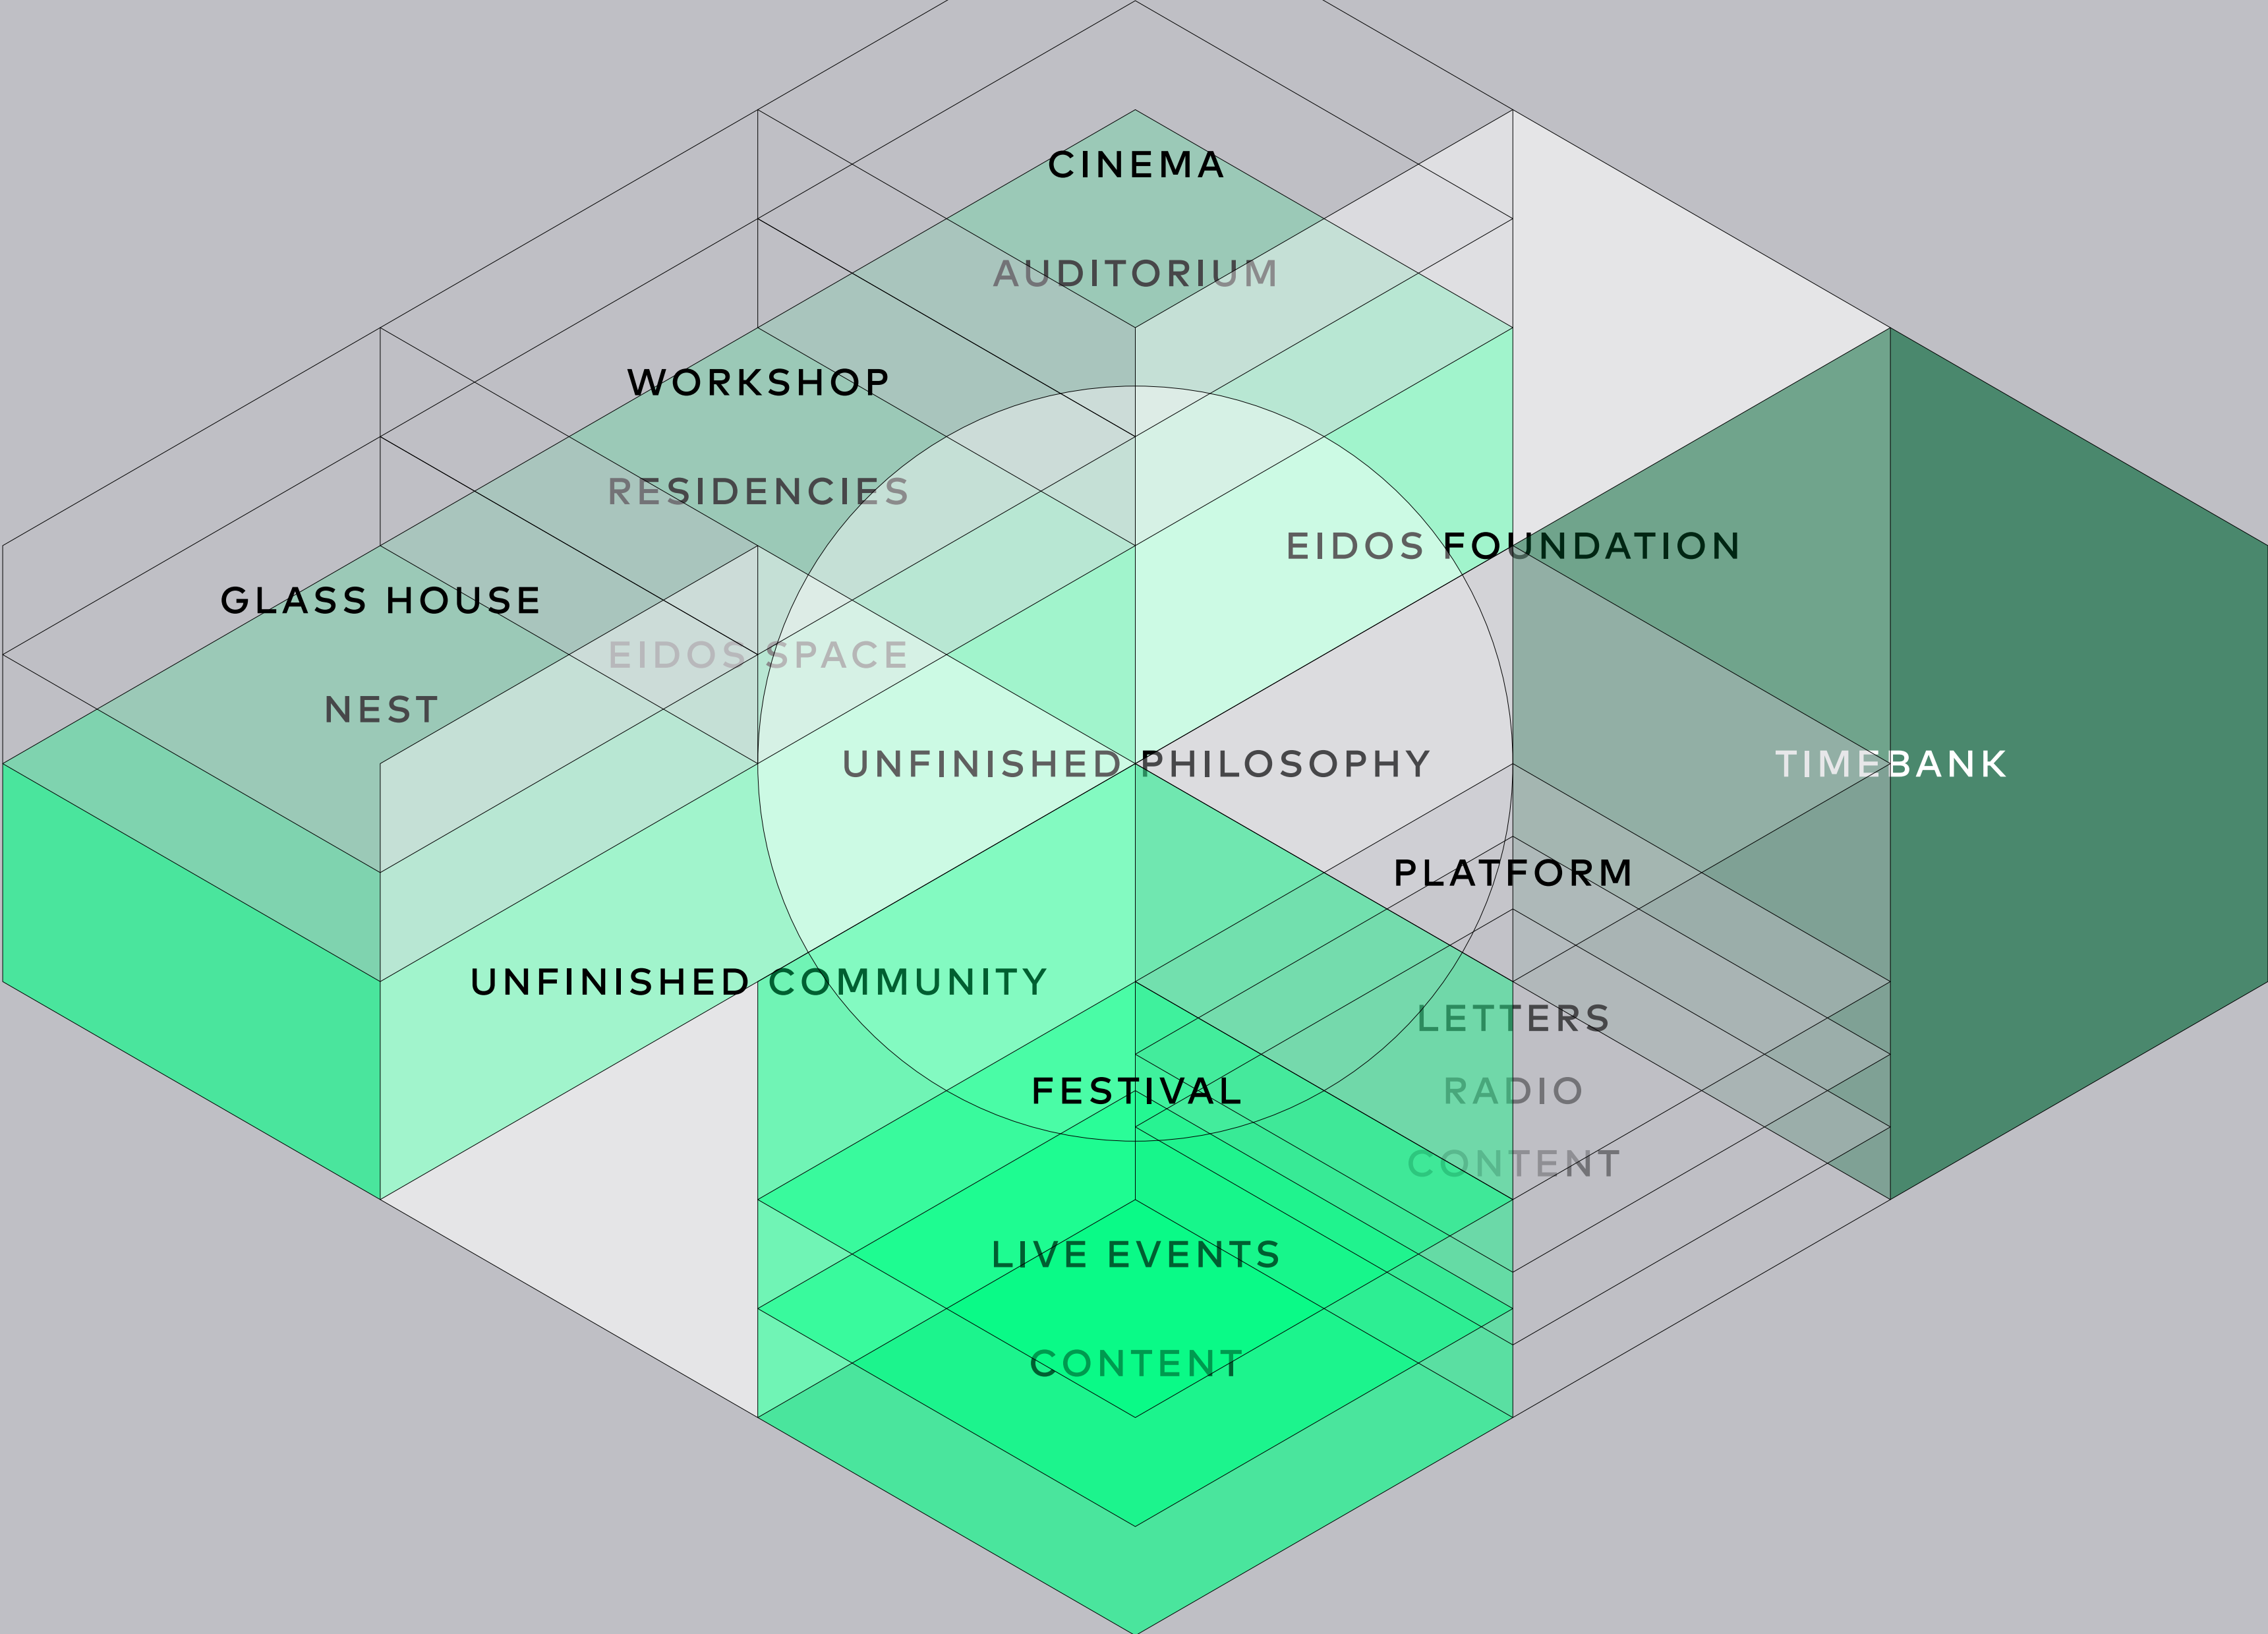 CINEMA
AUDITORIUM
WORKSHOP
RESIDENCIES
EIDOS FOUNDATION
GLASS HOUSE
EIDOS SPACE
NEST
UNFINISHED PHILOSOPHY
TIMEBANK
PLATFORM
UNFINISHED COMMUNITY
LETTERS
FESTIVAL
RADIO
CONTENT
LIVE EVENTS
CONTENT